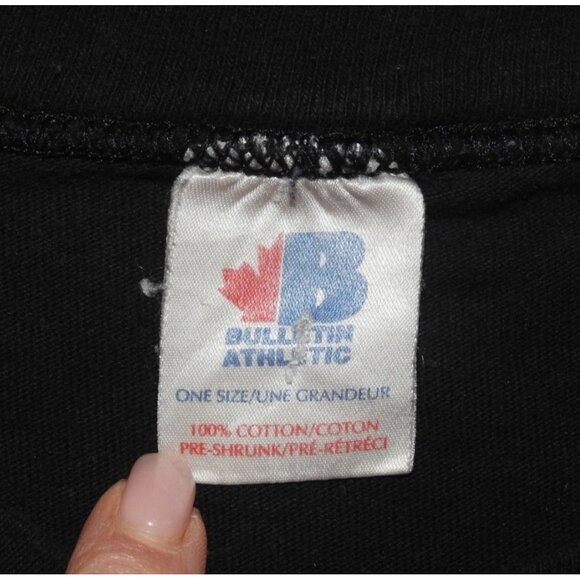 B
BULLETIN
ATHLETIC
ONE SIZE/UNE GRANDEUR
100% COTTON/COTON
PRE-SHRUNK/PRÉ-RÉTRÉCI